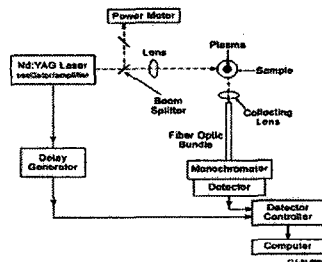 Power Meter
Lens
Plasma
Nd:YAG Laser
oscillator/amplifier
Sample
Beam
Splitter
Collecting
Lens
Fiber Optic
Bundle
Delay
Generator
Monochrometer
Detector
Detector
Controller
Computer